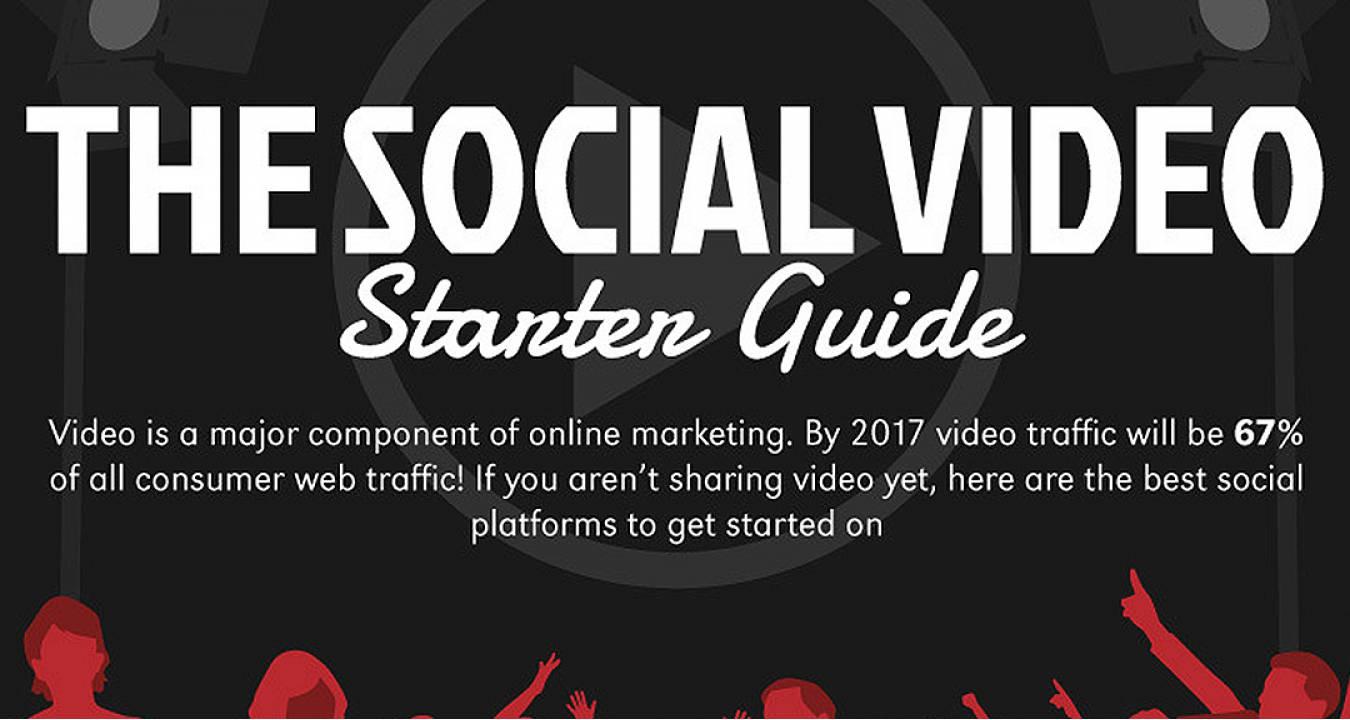 THE SOCIAL VIDEO
Starter Guide
Video is a major component of online marketing. By 2017 video traffic will be 67%
of all consumer web traffic! If you aren't sharing video yet, here are the best social
platforms to get started on